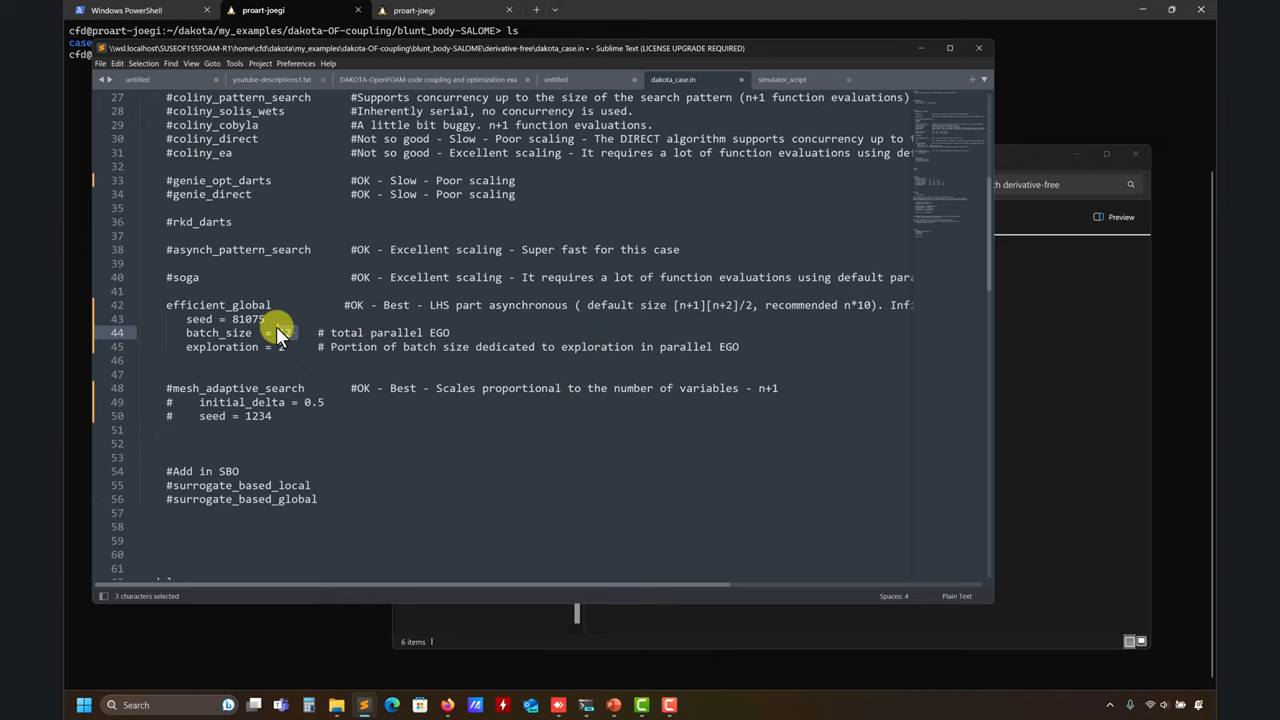 Windows PowerShell
proart-joegi
proart-joegi
cfd@proart-joegi:~/dakota/my_examples/dakota-OF-coupling/blunt_body-SALOME> ls
case
cfd@
\\wsl.localhost\SUSEOF155FOAM-R1\home\cfd\dakota\my_examples\dakota-OF-coupling\blunt_body-SALOME\derivative-free\dakota_case.in • - Sublime Text (LICENSE UPGRADE REQUIRED)
File Edit Selection Find View Goto Tools Project Preferences Help
untitled
youtube-descriptions1.txt
DAKOTA-OpenFOAM code coupling and optimization exa
untitled
dakota_case.in
simulator_script
27 #coliny_pattern_search #Supports concurrency up to the size of the search pattern (n+1 function evaluations)
28 #coliny_solis_wets #Inherently serial, no concurrency is used.
29 #coliny_cobyla #A little bit buggy. n+1 function evaluations.
30 #coliny_direct #Not so good - Slow - Poor scaling - The DIRECT algorithm supports concurrency up to
31 #coliny_ea #Not so good - Excellent scaling - It requires a lot of function evaluations using def
32
33 #genie_opt_darts #OK - Slow - Poor scaling
34 #genie_direct #OK - Slow - Poor scaling
35
36 #rkd_darts
37
38 #asynch_pattern_search #OK - Excellent scaling - Super fast for this case
39
40 #soga #OK - Excellent scaling - It requires a lot of function evaluations using default para
41
42 efficient_global #OK - Best - LHS part asynchronous ( default size [n+1][n+2]/2, recommended n*10). Infi
43 seed = 81075
44 batch_size = # total parallel EGO
45 exploration = 2 # Portion of batch size dedicated to exploration in parallel EGO
46
47
48 #mesh_adaptive_search #OK - Best - Scales proportional to the number of variables - n+1
49 # initial_delta = 0.5
50 # seed = 1234
51
52
53
54 #Add in SBO
55 #surrogate_based_local
56 #surrogate_based_global
57
58
59
60
61
3 characters selected
Spaces: 4
Plain Text
ch derivative-free
Preview
6 items
Search